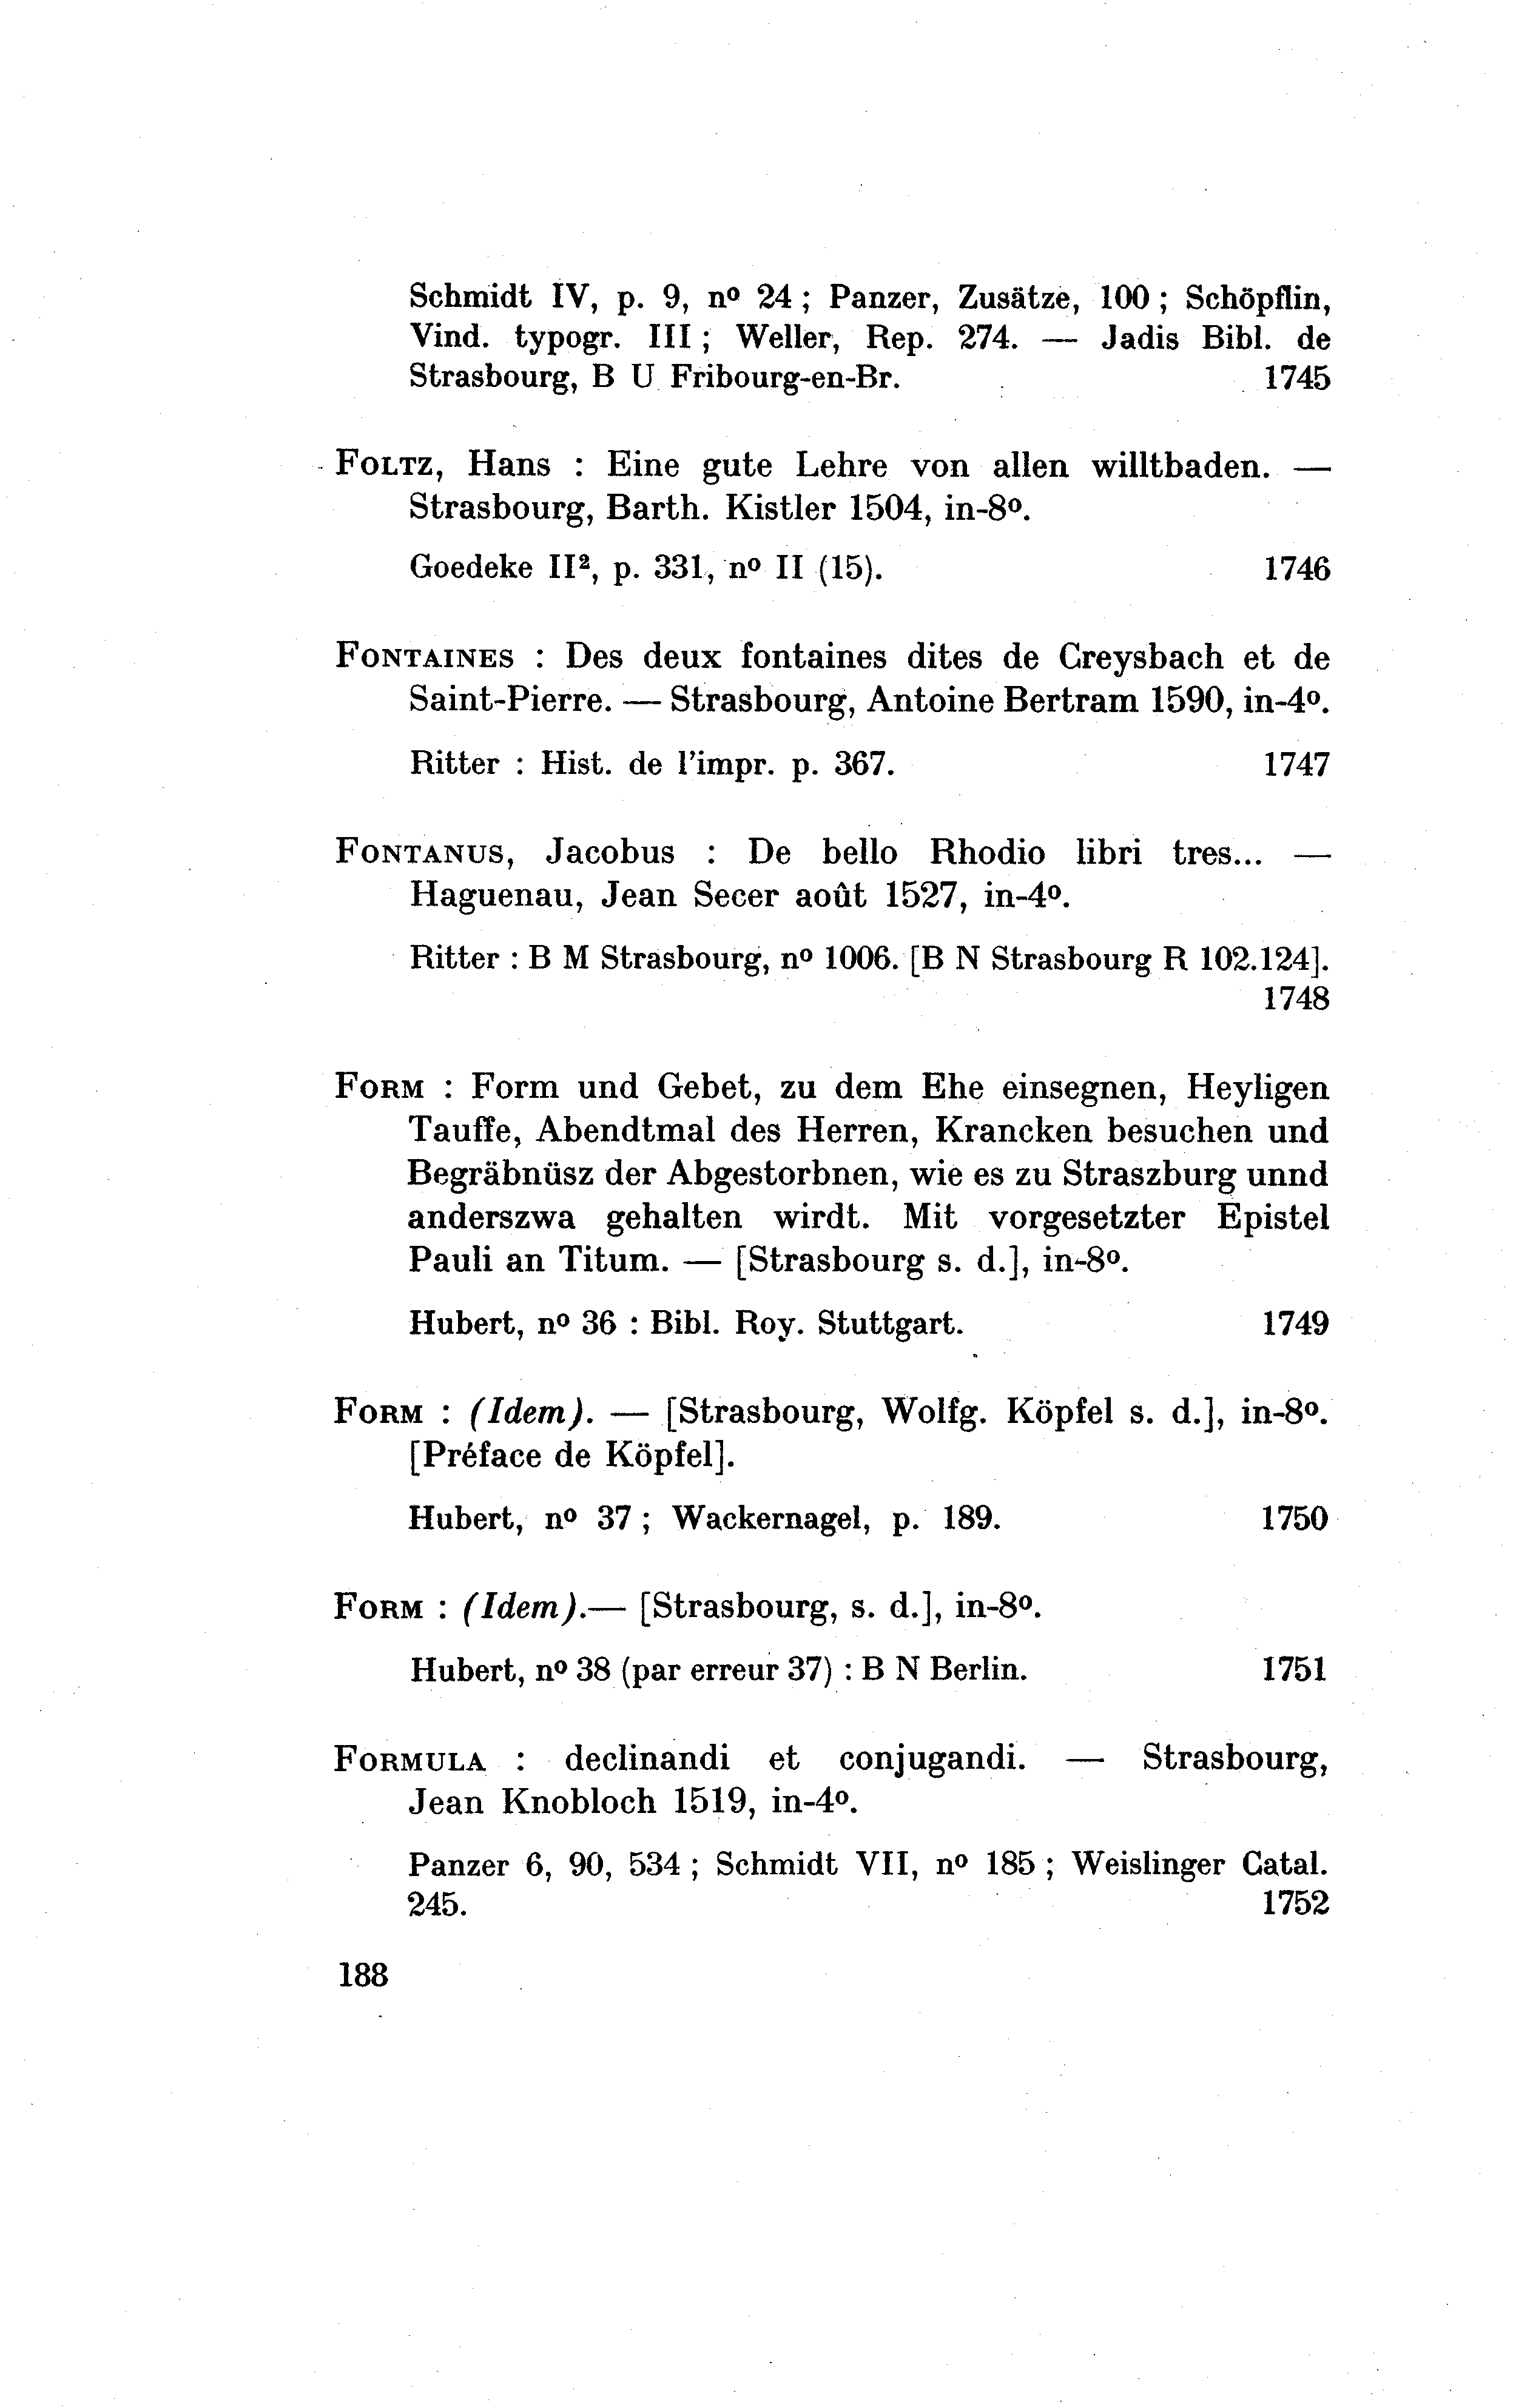 Schmidt IV, p. 9, nº 24 ; Panzer, Zusätze, 100 ; Schöpflin,
Vind. typogr. III ; Weller, Rep. 274. — Jadis Bibl. de
Strasbourg, B U Fribourg-en-Br. 1745
FOLTZ, Hans : Eine gute Lehre von allen willtbaden. —
Strasbourg, Barth. Kistler 1504, in-8º.
Goedeke II², p. 331, nº II (15). 1746
FONTAINES : Des deux fontaines dites de Creysbach et de
Saint-Pierre. — Strasbourg, Antoine Bertram 1590, in-4º.
Ritter : Hist. de l'impr. p. 367. 1747
FONTANUS, Jacobus : De bello Rhodio libri tres... —
Haguenau, Jean Secer août 1527, in-4º.
Ritter : B M Strasbourg, nº 1006. [B N Strasbourg R 102.124].
1748
FORM : Form und Gebet, zu dem Ehe einsegnen, Heyligen
Tauffe, Abendtmal des Herren, Krancken besuchen und
Begräbnüsz der Abgestorbnen, wie es zu Straszburg unnd
anderszwa gehalten wirdt. Mit vorgesetzter Epistel
Pauli an Titum. — [Strasbourg s. d.], in-8º.
Hubert, nº 36 : Bibl. Roy. Stuttgart. 1749
FORM : (Idem). — [Strasbourg, Wolfg. Köpfel s. d.], in-8º.
[Préface de Köpfel].
Hubert, nº 37 ; Wackernagel, p. 189. 1750
FORM : (Idem).— [Strasbourg, s. d.], in-8º.
Hubert, nº 38 (par erreur 37) : B N Berlin. 1751
FORMULA : declinandi et conjugandi. — Strasbourg,
Jean Knobloch 1519, in-4º.
Panzer 6, 90, 534 ; Schmidt VII, nº 185 ; Weislinger Catal.
245. 1752
188